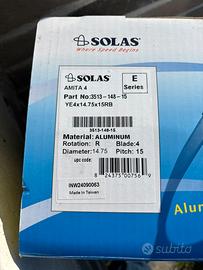 SOLAS
Where Speed Begins
SOLAS
E
Series
AMITA 4
Part No:3513-148-15
YE4x14.75x15RB
3513-148-15
Material: ALUMINUM
Rotation: R Blade:4
Diameter:14.75 Pitch: 15
upc code:
8 24375 00756 9
INW24090063
Made in Taiwan
Alu
subito